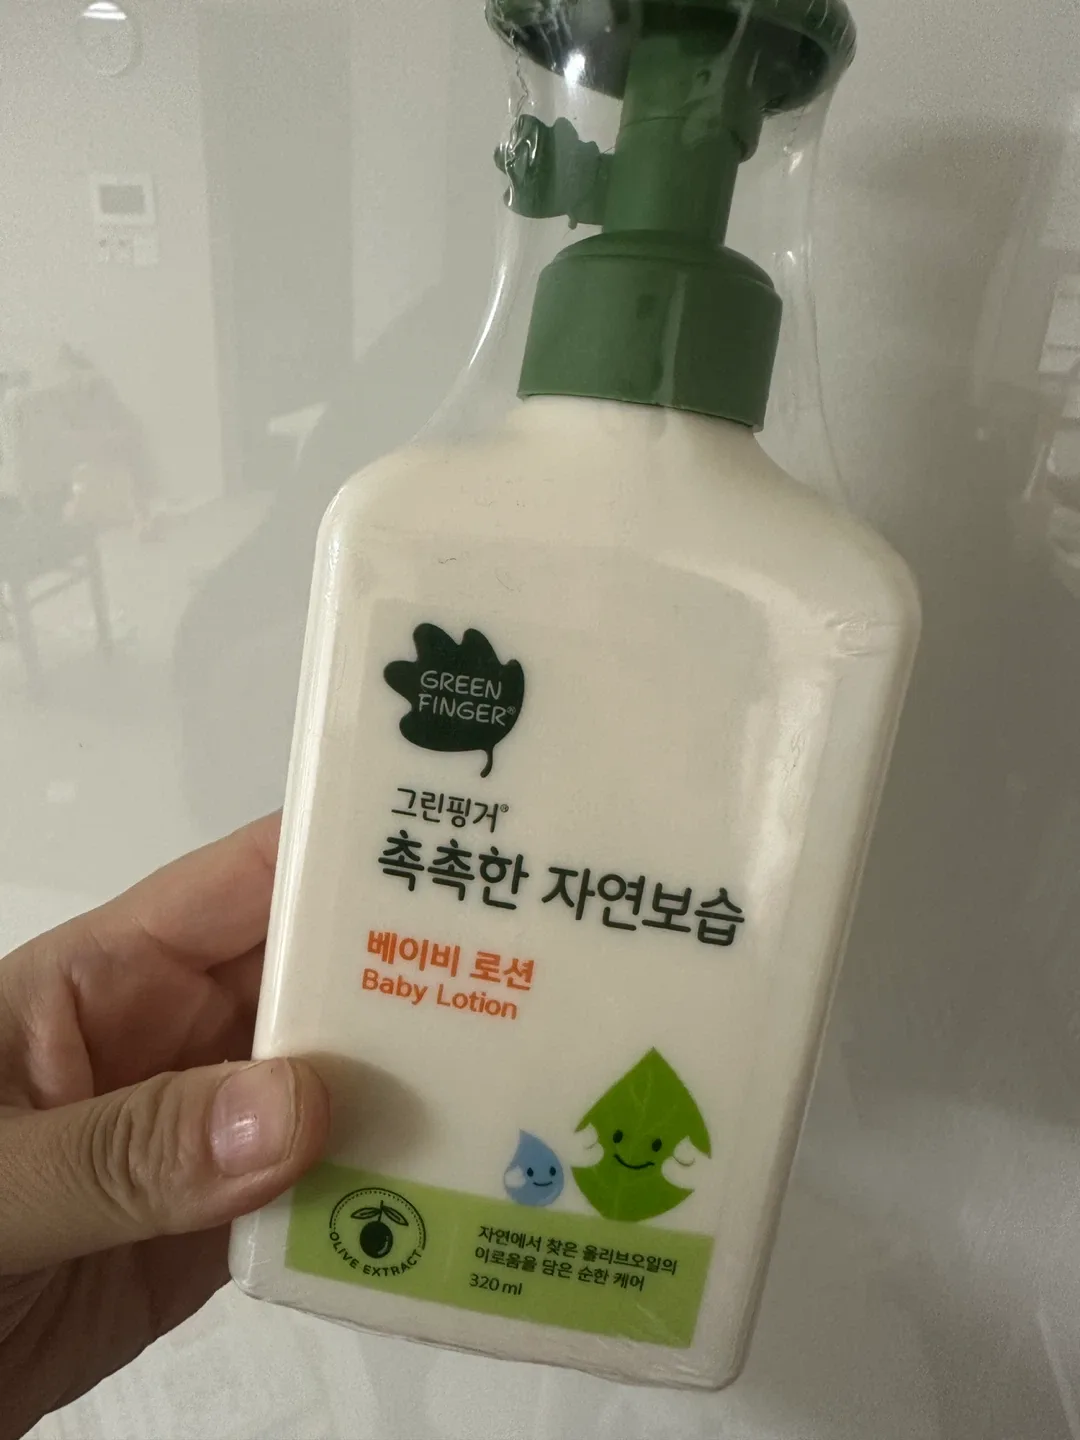 GREEN
FINGER®
그린핑거®
촉촉한 자연보습
베이비 로션
Baby Lotion
OLIVE EXTRACT
자연에서 찾은 올리브오일의
이로움을 담은 순한 케어
320 ml